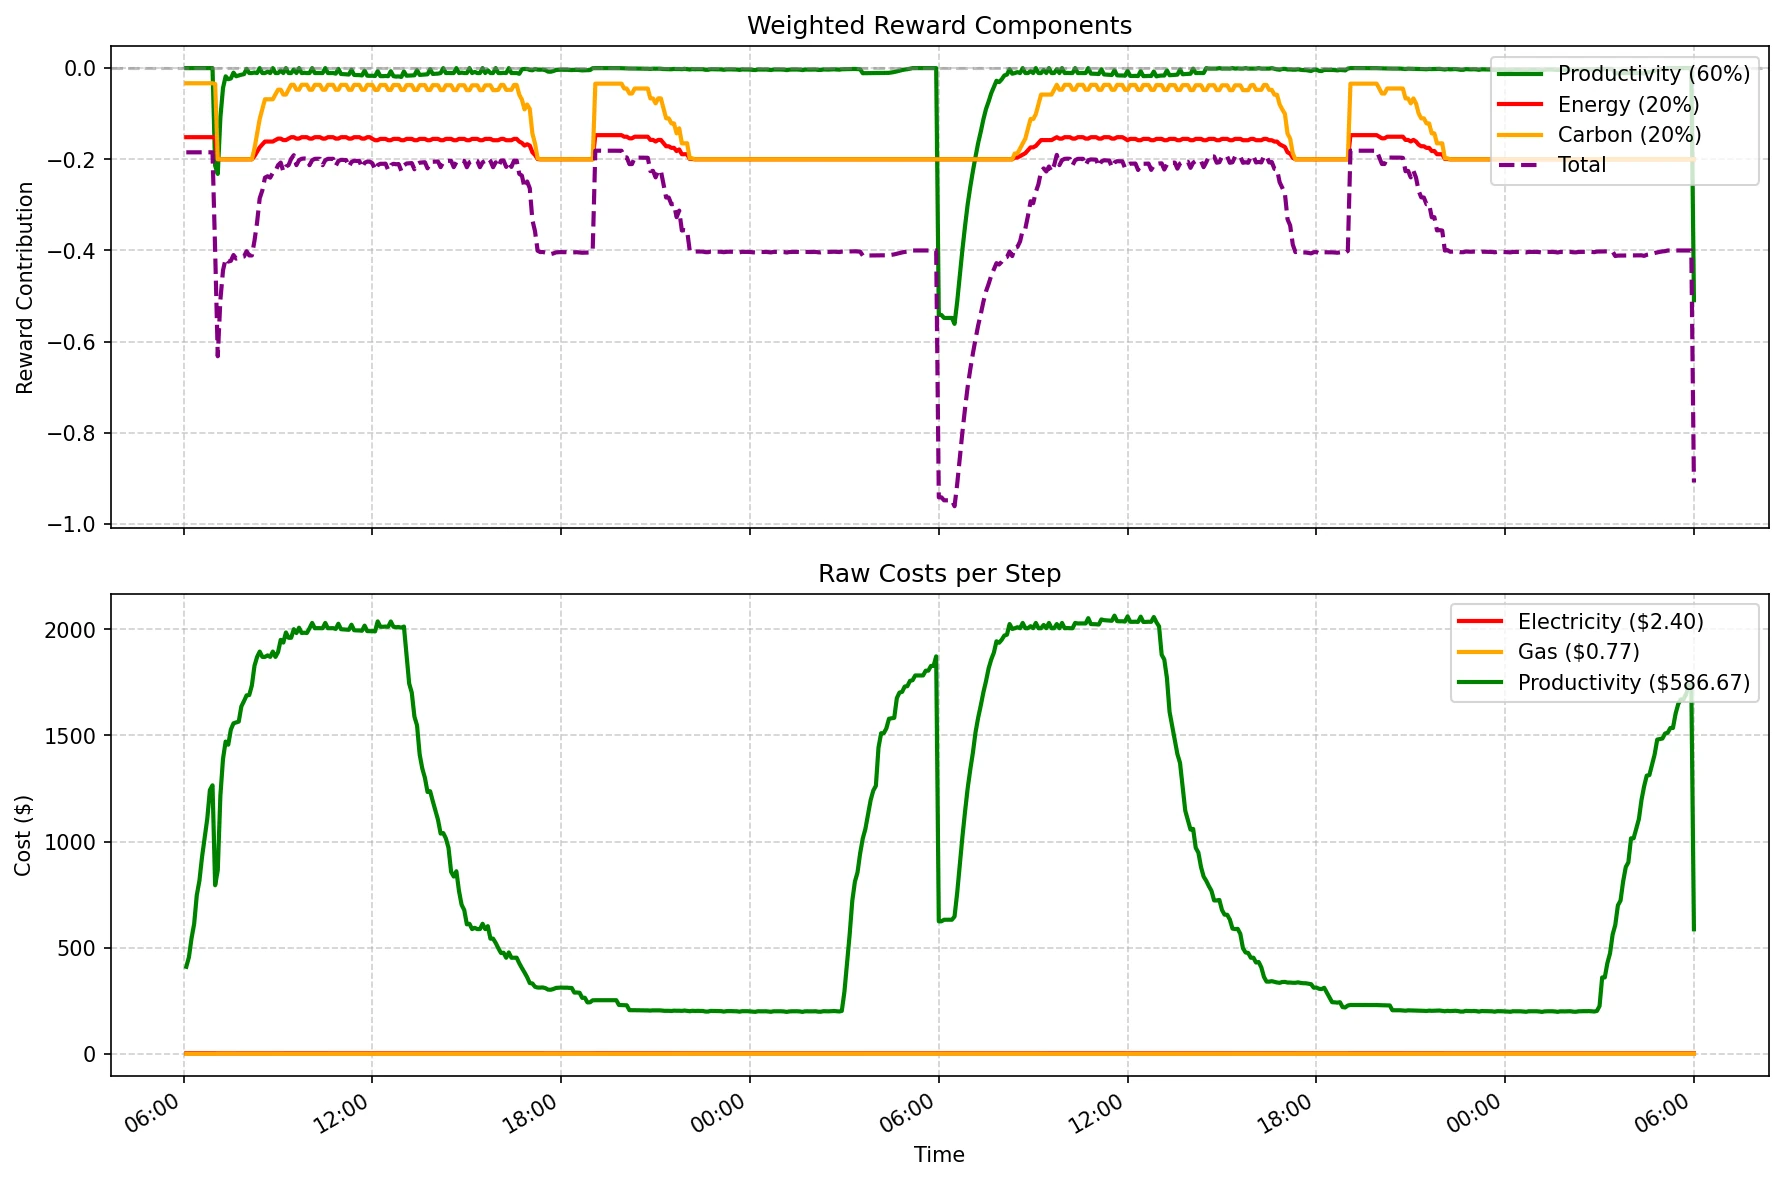 Weighted Reward Components
0.0
−0.2
−0.4
−0.6
−0.8
−1.0
Reward Contribution
Productivity (60%)
Energy (20%)
Carbon (20%)
Total
Raw Costs per Step
2000
1500
1000
500
0
Cost ($)
Electricity ($2.40)
Gas ($0.77)
Productivity ($586.67)
06:00
12:00
18:00
00:00
06:00
12:00
18:00
00:00
06:00
Time